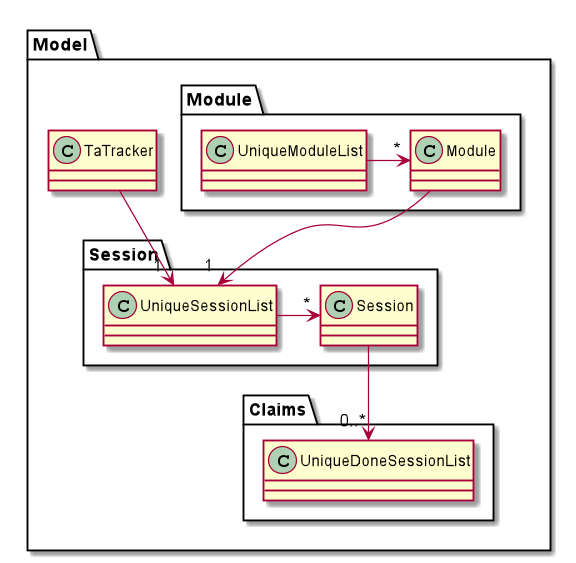 Model
Module
C TaTracker
C UniqueModuleList
*
C Module
Session
1
1
C UniqueSessionList
*
C Session
Claims
0..*
C UniqueDoneSessionList